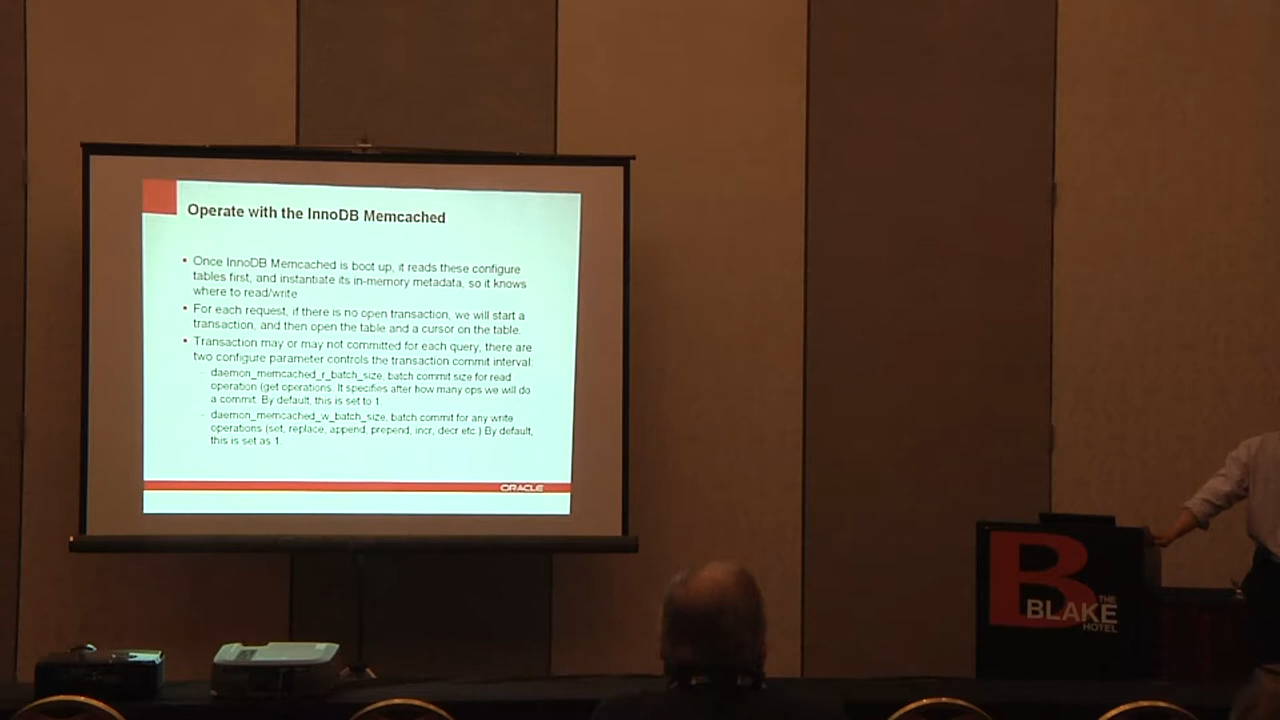 Operate with the InnoDB Memcached
Once InnoDB Memcached is boot up, it reads these configure
tables first, and instantiate its in-memory metadata, so it knows
where to read/write
For each request, if there is no open transaction, we will start a
transaction, and then open the table and a cursor on the table.
Transaction may or may not committed for each query, there are
two configure parameter controls the transaction commit interval:
daemon_memcached_r_batch_size, batch commit size for read
operation (get operations. It specifies after how many ops we will do
a commit. By default, this is set to 1.
daemon_memcached_w_batch_size, batch commit for any write
operations (set, replace, append, prepend, incr, decr etc.) By default,
this is set as 1.
ORACLE
B
THE
BLAKE
HOTEL